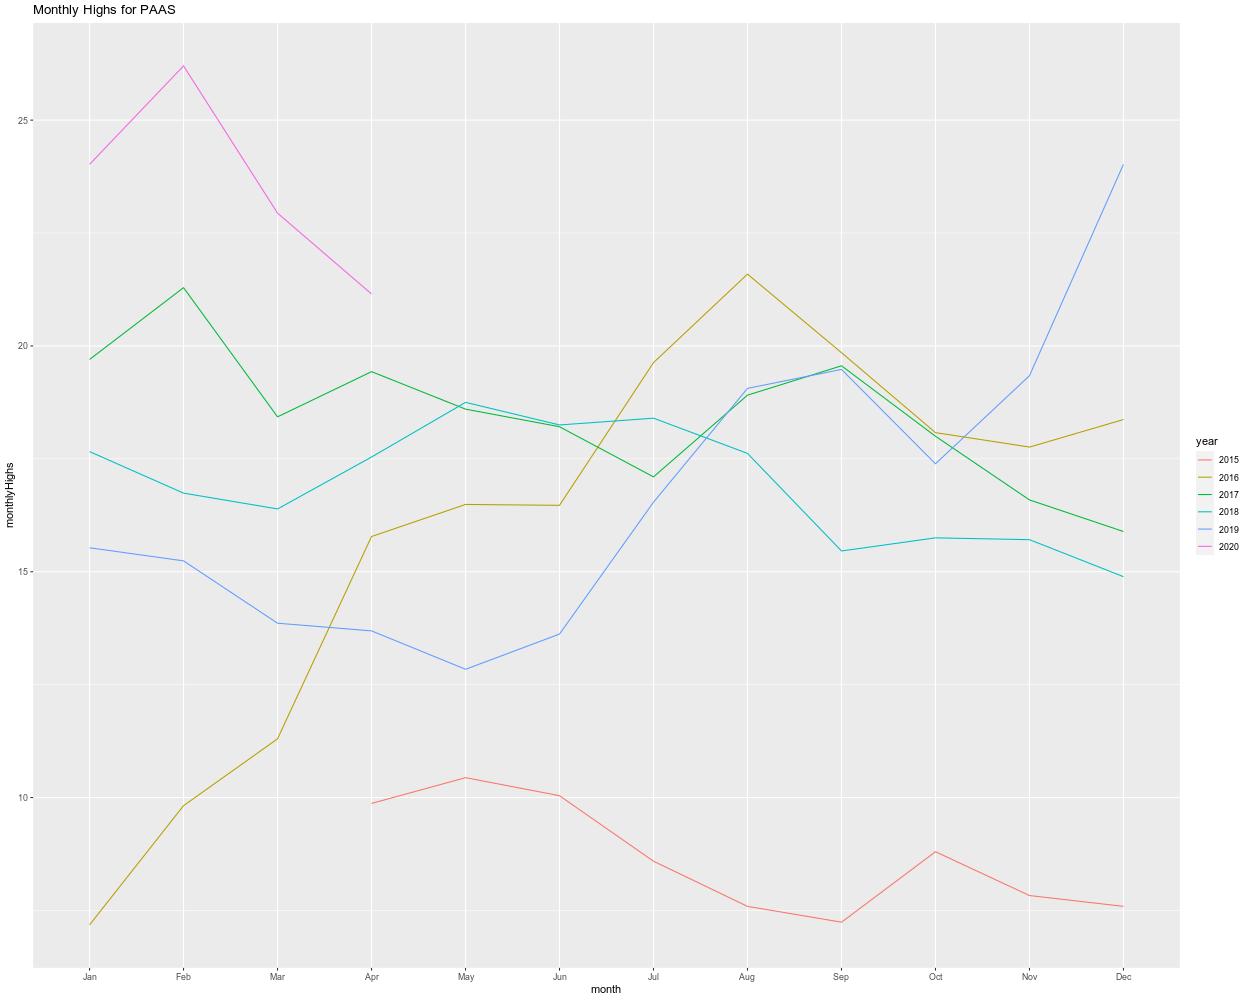 Monthly Highs for PAAS
monthlyHighs
25
20
15
10
Jan Feb Mar Apr May Jun Jul Aug Sep Oct Nov Dec
month
year
2015
2016
2017
2018
2019
2020